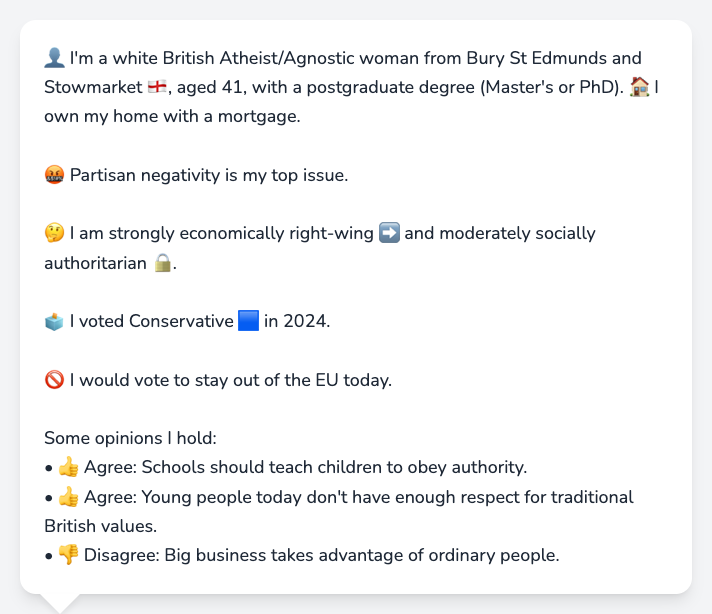 👤 I'm a white British Atheist/Agnostic woman from Bury St Edmunds and
Stowmarket 🏴󠁧󠁢󠁥󠁮󠁧󠁿, aged 41, with a postgraduate degree (Master's or PhD). 🏠 I
own my home with a mortgage.
🤬 Partisan negativity is my top issue.
🤔 I am strongly economically right-wing ➡️ and moderately socially
authoritarian 🔒.
🗳️ I voted Conservative 🟦 in 2024.
🚫 I would vote to stay out of the EU today.
Some opinions I hold:
• 👍 Agree: Schools should teach children to obey authority.
• 👍 Agree: Young people today don't have enough respect for traditional
British values.
• 👎 Disagree: Big business takes advantage of ordinary people.